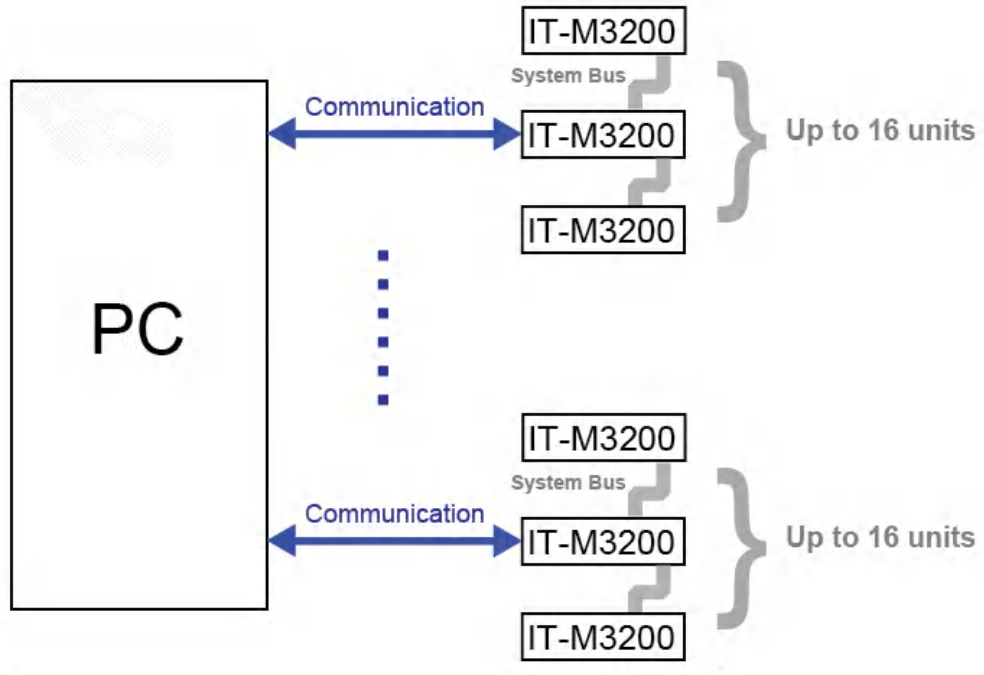 IT-M3200
System Bus
Communication
IT-M3200
Up to 16 units
IT-M3200
PC
IT-M3200
System Bus
Communication
IT-M3200
Up to 16 units
IT-M3200